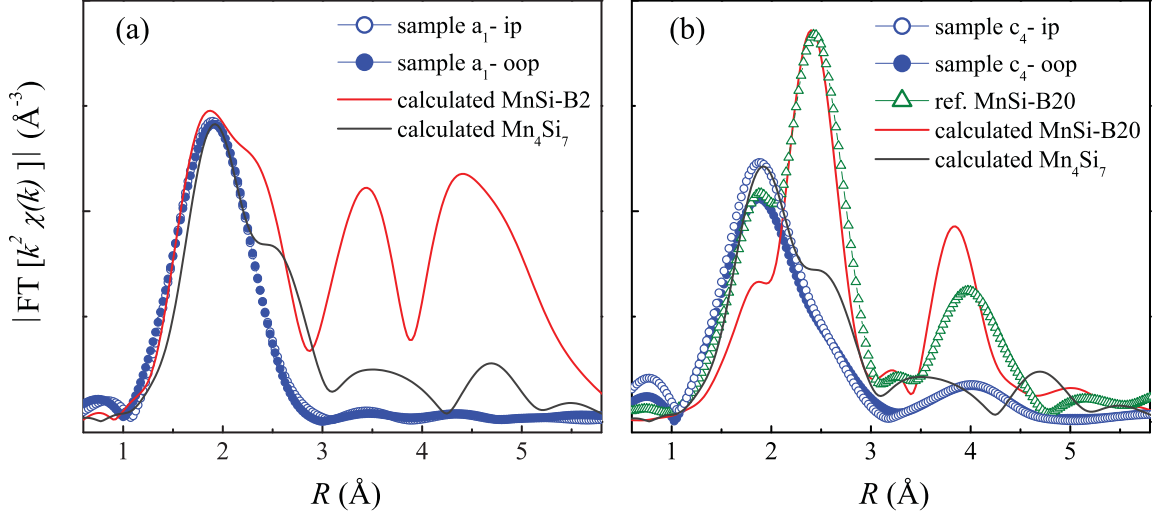 (a)
sample a₁- ip
sample a₁- oop
calculated MnSi-B2
calculated Mn₄Si₇
(b)
sample c₄- ip
sample c₄- oop
ref. MnSi-B20
calculated MnSi-B20
calculated Mn₄Si₇
|FT [k² χ(k) ]| (Å⁻³)
1 2 3 4 5
1 2 3 4 5
R (Å)
R (Å)